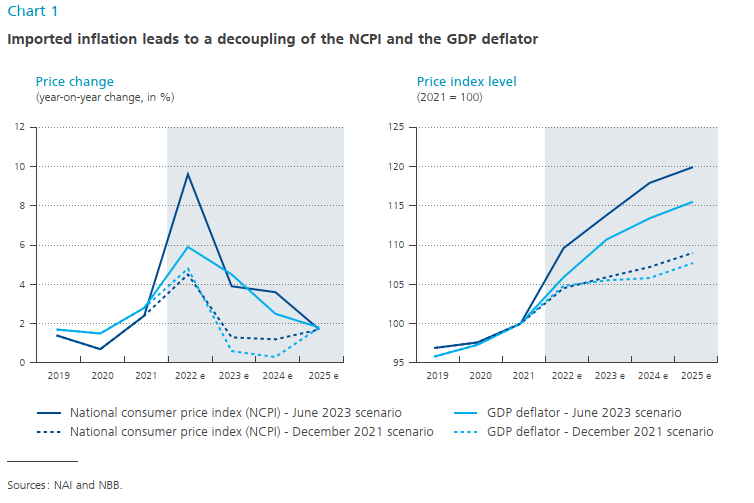 Chart 1
Imported inflation leads to a decoupling of the NCPI and the GDP deflator
Price change
(year-on-year change, in %)
12
10
8
6
4
2
0
2019 2020 2021 2022 e 2023 e 2024 e 2025 e
Price index level
(2021 = 100)
125
120
115
110
105
100
95
2019 2020 2021 2022 e 2023 e 2024 e 2025 e
National consumer price index (NCPI) - June 2023 scenario
GDP deflator - June 2023 scenario
National consumer price index (NCPI) - December 2021 scenario
GDP deflator - December 2021 scenario
Sources: NAI and NBB.